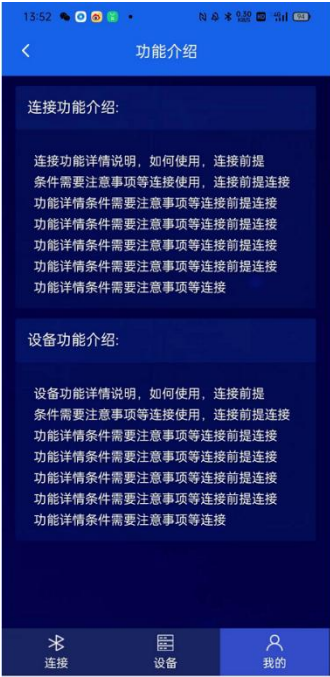 13:52
功能介绍
连接功能介绍:
连接功能详情说明，如何使用，连接前提
条件需要注意事项等连接使用，连接前提连接
功能详情条件需要注意事项等连接前提连接
功能详情条件需要注意事项等连接前提连接
功能详情条件需要注意事项等连接前提连接
功能详情条件需要注意事项等连接前提连接
功能详情条件需要注意事项等连接
设备功能介绍:
设备功能详情说明，如何使用，连接前提
条件需要注意事项等连接使用，连接前提连接
功能详情条件需要注意事项等连接前提连接
功能详情条件需要注意事项等连接前提连接
功能详情条件需要注意事项等连接前提连接
功能详情条件需要注意事项等连接前提连接
功能详情条件需要注意事项等连接
连接 设备 我的